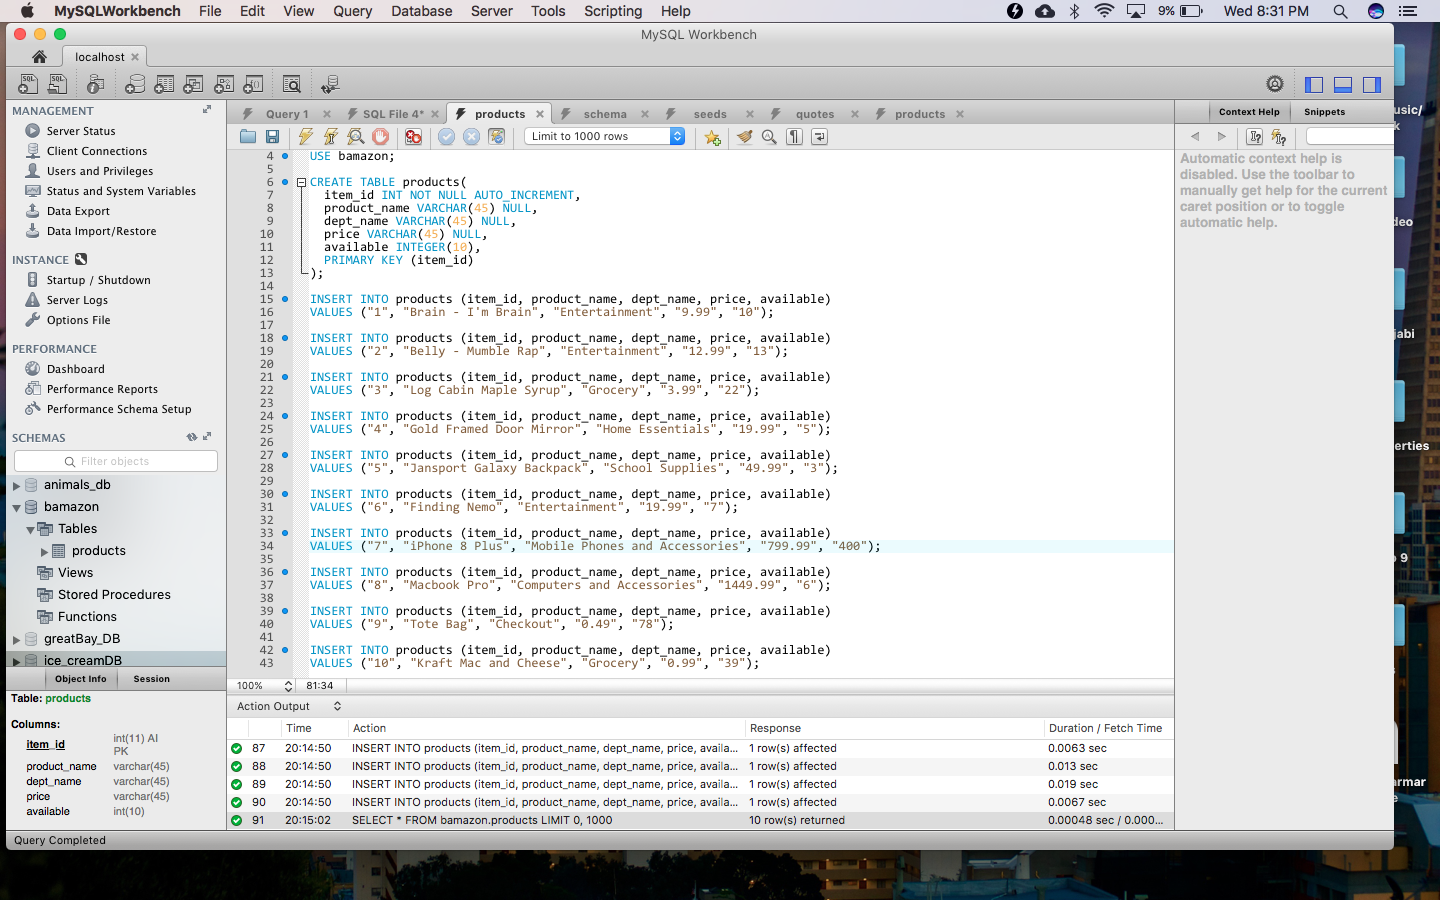 MySQLWorkbench File Edit View Query Database Server Tools Scripting Help 9% Wed 8:31 PM
MySQL Workbench
localhost
MANAGEMENT
Server Status
Client Connections
Users and Privileges
Status and System Variables
Data Export
Data Import/Restore
INSTANCE
Startup / Shutdown
Server Logs
Options File
PERFORMANCE
Dashboard
Performance Reports
Performance Schema Setup
SCHEMAS
Filter objects
animals_db
bamazon
Tables
products
Views
Stored Procedures
Functions
greatBay_DB
ice_creamDB
Object Info Session
Table: products
Columns:
item_id int(11) AI
PK
product_name varchar(45)
dept_name varchar(45)
price varchar(45)
available int(10)
Query 1 SQL File 4* products schema seeds quotes products
Limit to 1000 rows
4 USE bamazon;
5
6 CREATE TABLE products(
7 item_id INT NOT NULL AUTO_INCREMENT,
8 product_name VARCHAR(45) NULL,
9 dept_name VARCHAR(45) NULL,
10 price VARCHAR(45) NULL,
11 available INTEGER(10),
12 PRIMARY KEY (item_id)
13 );
14
15 INSERT INTO products (item_id, product_name, dept_name, price, available)
16 VALUES ("1", "Brain - I'm Brain", "Entertainment", "9.99", "10");
17
18 INSERT INTO products (item_id, product_name, dept_name, price, available)
19 VALUES ("2", "Belly - Mumble Rap", "Entertainment", "12.99", "13");
20
21 INSERT INTO products (item_id, product_name, dept_name, price, available)
22 VALUES ("3", "Log Cabin Maple Syrup", "Grocery", "3.99", "22");
23
24 INSERT INTO products (item_id, product_name, dept_name, price, available)
25 VALUES ("4", "Gold Framed Door Mirror", "Home Essentials", "19.99", "5");
26
27 INSERT INTO products (item_id, product_name, dept_name, price, available)
28 VALUES ("5", "Jansport Galaxy Backpack", "School Supplies", "49.99", "3");
29
30 INSERT INTO products (item_id, product_name, dept_name, price, available)
31 VALUES ("6", "Finding Nemo", "Entertainment", "19.99", "7");
32
33 INSERT INTO products (item_id, product_name, dept_name, price, available)
34 VALUES ("7", "iPhone 8 Plus", "Mobile Phones and Accessories", "799.99", "400");
35
36 INSERT INTO products (item_id, product_name, dept_name, price, available)
37 VALUES ("8", "Macbook Pro", "Computers and Accessories", "1449.99", "6");
38
39 INSERT INTO products (item_id, product_name, dept_name, price, available)
40 VALUES ("9", "Tote Bag", "Checkout", "0.49", "78");
41
42 INSERT INTO products (item_id, product_name, dept_name, price, available)
43 VALUES ("10", "Kraft Mac and Cheese", "Grocery", "0.99", "39");
100% 81:34
Action Output
Time Action Response Duration / Fetch Time
87 20:14:50 INSERT INTO products (item_id, product_name, dept_name, price, availa... 1 row(s) affected 0.0063 sec
88 20:14:50 INSERT INTO products (item_id, product_name, dept_name, price, availa... 1 row(s) affected 0.013 sec
89 20:14:50 INSERT INTO products (item_id, product_name, dept_name, price, availa... 1 row(s) affected 0.019 sec
90 20:14:50 INSERT INTO products (item_id, product_name, dept_name, price, availa... 1 row(s) affected 0.0067 sec
91 20:15:02 SELECT * FROM bamazon.products LIMIT 0, 1000 10 row(s) returned 0.00048 sec / 0.000...
Query Completed
Context Help Snippets
Automatic context help is
disabled. Use the toolbar to
manually get help for the current
caret position or to toggle
automatic help.
usic/
k
deo
jabi
erties
9
rmar
e